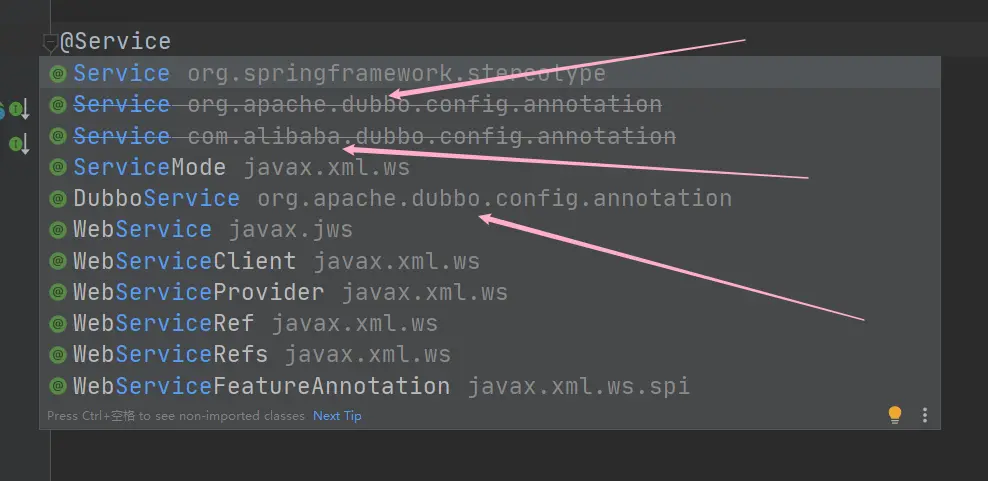 @Service
Service org.springframework.stereotype
Service org.apache.dubbo.config.annotation
Service com.alibaba.dubbo.config.annotation
ServiceMode javax.xml.ws
DubboService org.apache.dubbo.config.annotation
WebService javax.jws
WebServiceClient javax.xml.ws
WebServiceProvider javax.xml.ws
WebServiceRef javax.xml.ws
WebServiceRefs javax.xml.ws
WebServiceFeatureAnnotation javax.xml.ws.spi
Press Ctrl+空格 to see non-imported classes Next Tip